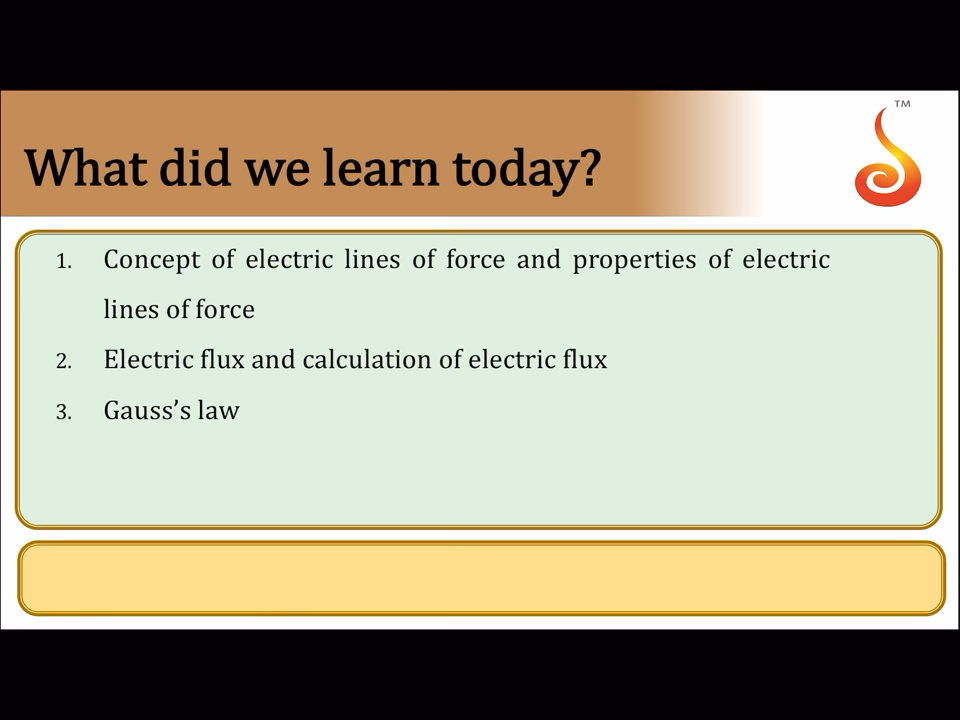 TM
What did we learn today?
1. Concept of electric lines of force and properties of electric
lines of force
2. Electric flux and calculation of electric flux
3. Gauss’s law